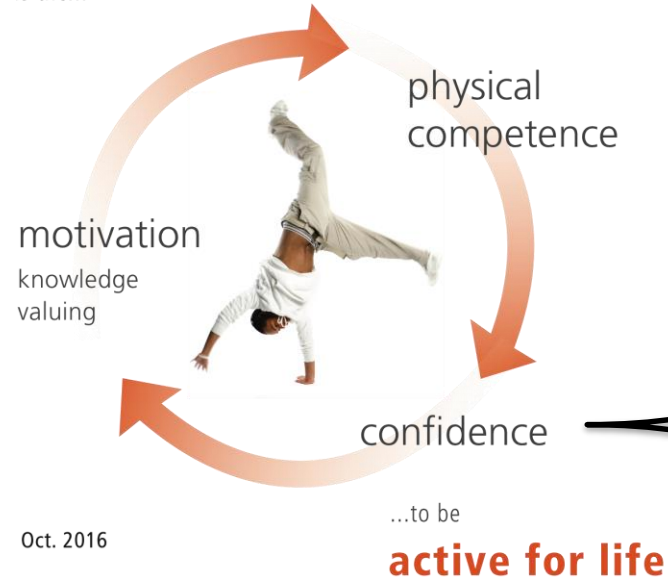 physical
competence
motivation
knowledge
valuing
confidence
...to be
active for life
Oct. 2016